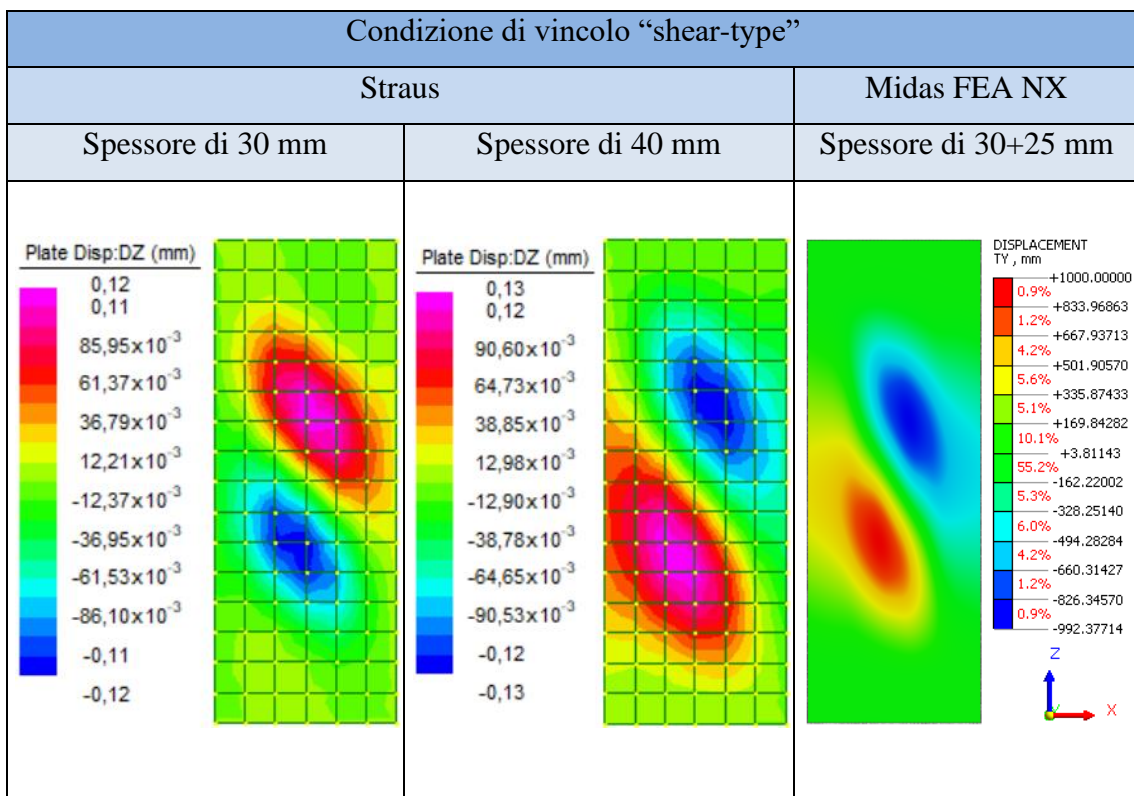 Condizione di vincolo “shear-type”
Straus
Midas FEA NX
Spessore di 30 mm
Spessore di 40 mm
Spessore di 30+25 mm
Plate Disp:DZ (mm)
0,12
0,11
85,95x10⁻³
61,37x10⁻³
36,79x10⁻³
12,21x10⁻³
-12,37x10⁻³
-36,95x10⁻³
-61,53x10⁻³
-86,10x10⁻³
-0,11
-0,12
Plate Disp:DZ (mm)
0,13
0,12
90,60x10⁻³
64,73x10⁻³
38,85x10⁻³
12,98x10⁻³
-12,90x10⁻³
-38,78x10⁻³
-64,65x10⁻³
-90,53x10⁻³
-0,12
-0,13
DISPLACEMENT
TY , mm
+1000.00000
0.9%
+833.96863
1.2%
+667.93713
4.2%
+501.90570
5.6%
+335.87433
5.1%
+169.84282
10.1%
+3.81143
55.2%
-162.22002
5.3%
-328.25140
6.0%
-494.28284
4.2%
-660.31427
1.2%
-826.34570
0.9%
-992.37714
Z
Y
X